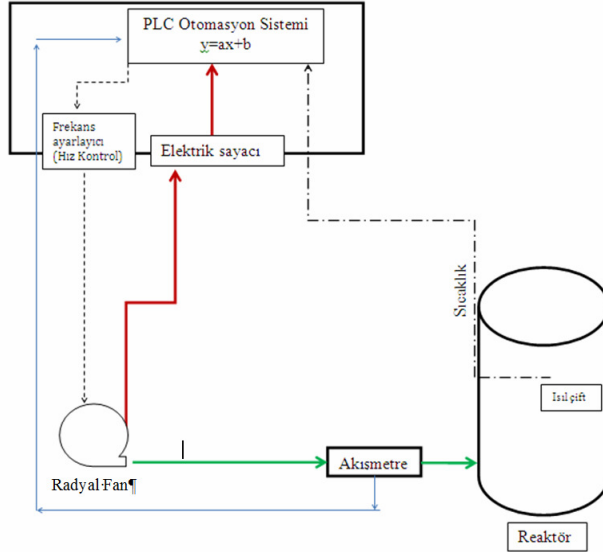 PLC Otomasyon Sistemi
y=ax+b
Frekans
ayarlayıcı
(Hız Kontrol)
Elektrik sayacı
Sıcaklık
Isıl çift
Akışmetre
Radyal·Fan¶
Reaktör